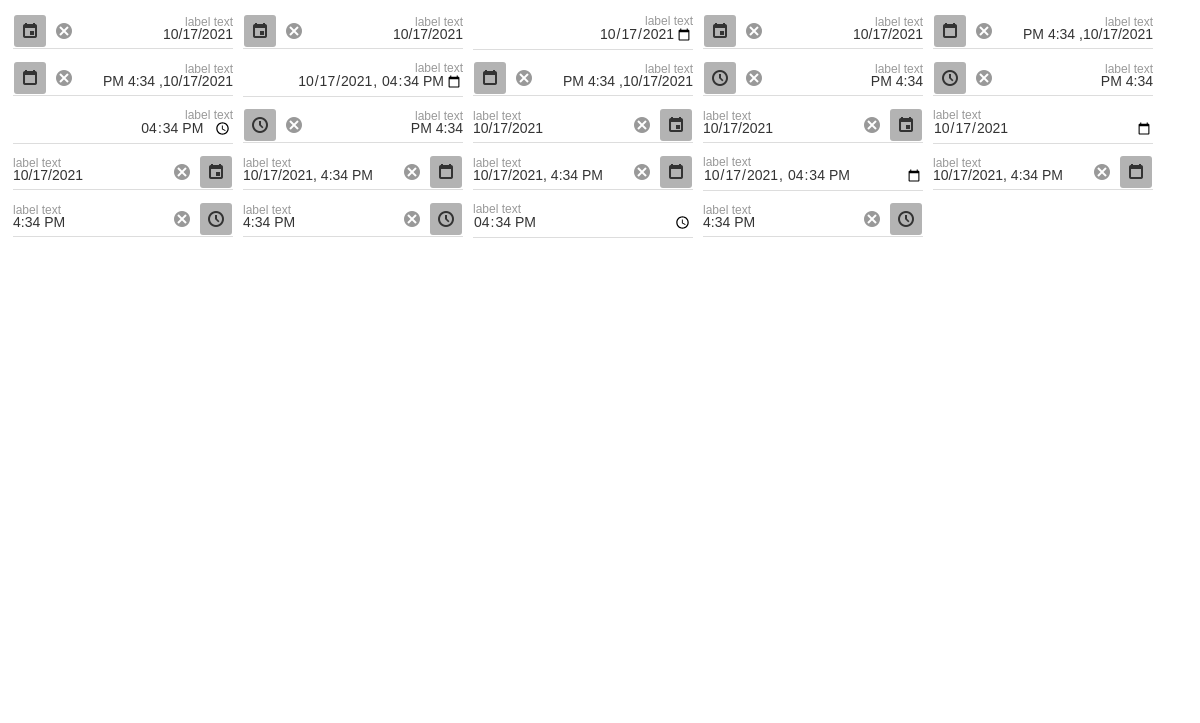 label text
10/17/2021
label text
10/17/2021
label text
10/17/2021
label text
10/17/2021
label text
PM 4:34 ,10/17/2021
label text
PM 4:34 ,10/17/2021
label text
10/17/2021, 04:34 PM
label text
PM 4:34 ,10/17/2021
label text
PM 4:34
label text
PM 4:34
label text
04:34 PM
label text
PM 4:34
label text
10/17/2021
label text
10/17/2021
label text
10/17/2021
label text
10/17/2021
label text
10/17/2021, 4:34 PM
label text
10/17/2021, 4:34 PM
label text
10/17/2021, 04:34 PM
label text
10/17/2021, 4:34 PM
label text
4:34 PM
label text
4:34 PM
label text
04:34 PM
label text
4:34 PM